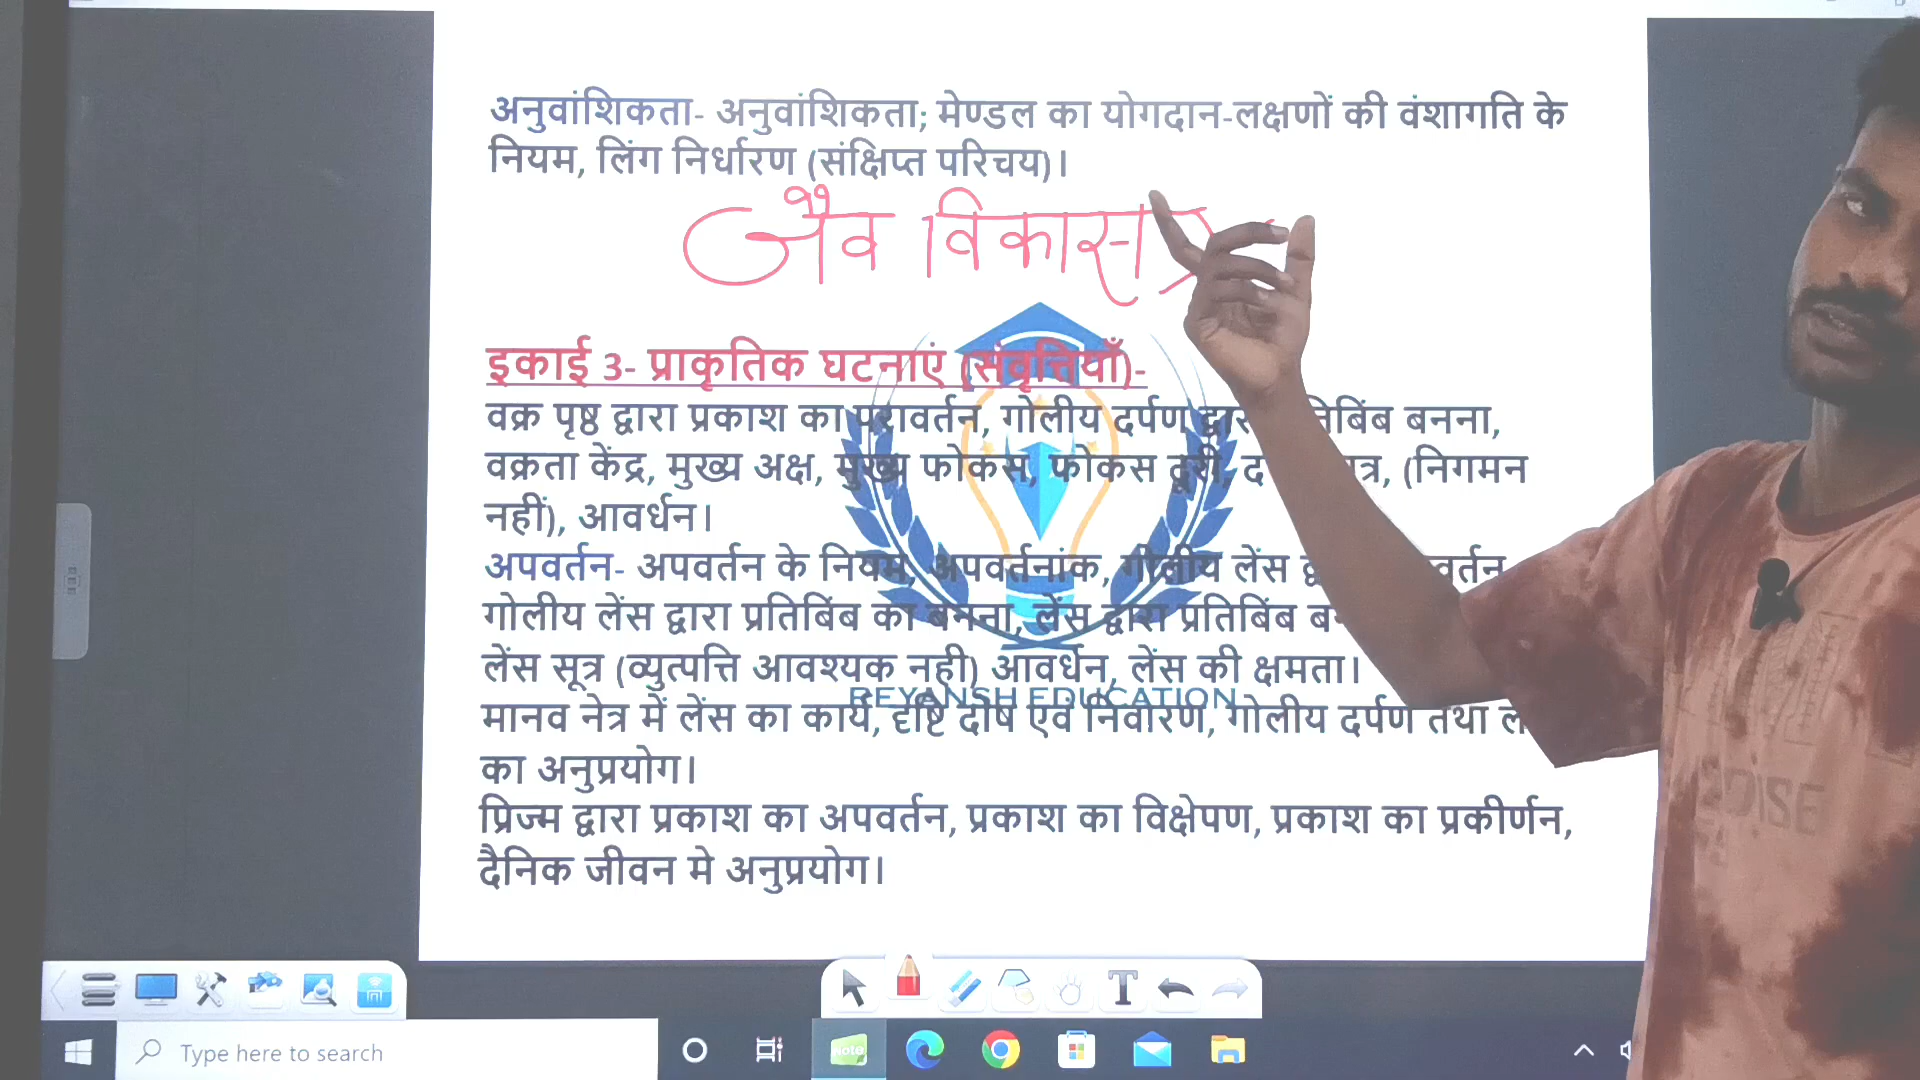 अनुवांशिकता- अनुवांशिकता; मेण्डल का योगदान-लक्षणों की वंशागति के
नियम, लिंग निर्धारण (संक्षिप्त परिचय)।
जैव विकास
इकाई 3- प्राकृतिक घटनाएं (संवृत्तियाँ)-
वक्र पृष्ठ द्वारा प्रकाश का परावर्तन, गोलीय दर्पण द्वारा बनना,
वक्रता केंद्र, मुख्य अक्ष, मुख्य फोकस, फोकस दूरी, (निगमन
नहीं), आवर्धन।
अपवर्तन- अपवर्तन के नियम, अपवर्तनांक, गोलीय लेंस
गोलीय लेंस द्वारा प्रतिबिंब का बनना, लेंस द्वारा प्रतिबिंब
लेंस सूत्र (व्युत्पत्ति आवश्यक नही) आवर्धन, लेंस की क्षमता।
REYANSH EDUCATION
मानव नेत्र में लेंस का कार्य, दृष्टि दोष एवं निवारण, गोलीय दर्पण तथा
का अनुप्रयोग।
प्रिज्म द्वारा प्रकाश का अपवर्तन, प्रकाश का विक्षेपण, प्रकाश का प्रकीर्णन,
दैनिक जीवन मे अनुप्रयोग।
Type here to search